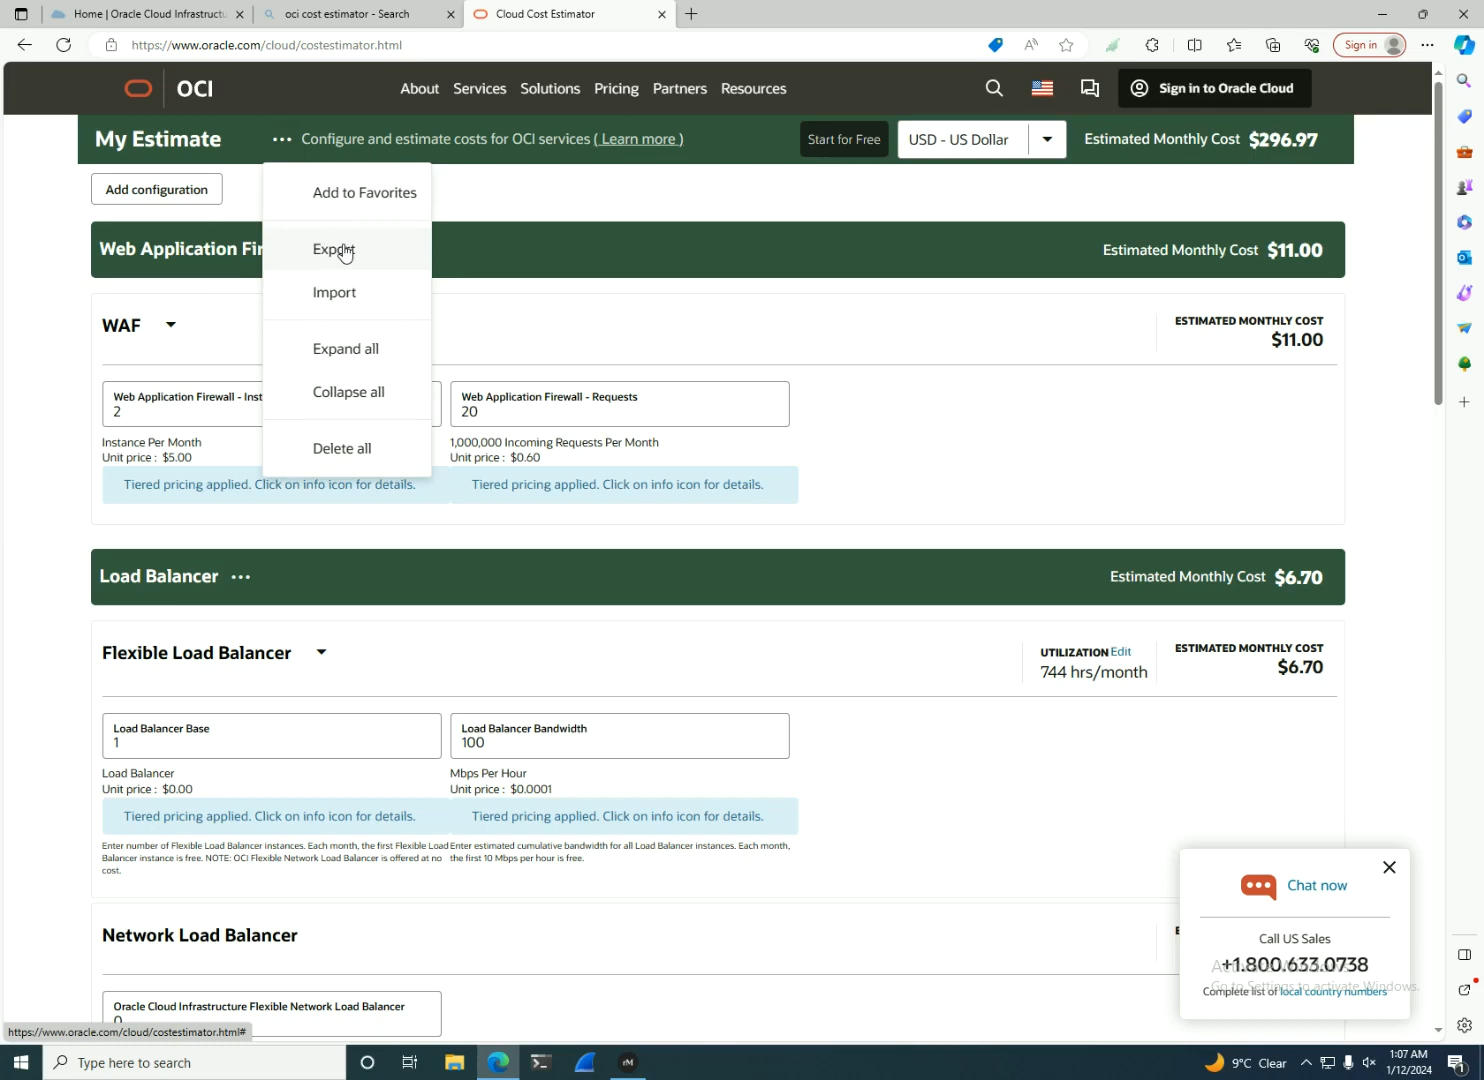 Home | Oracle Cloud Infrastructu
oci cost estimator - Search
Cloud Cost Estimator
https://www.oracle.com/cloud/costestimator.html
Sign in
OCI
About Services Solutions Pricing Partners Resources
Sign in to Oracle Cloud
My Estimate
Configure and estimate costs for OCI services ( Learn more )
Start for Free
USD - US Dollar
Estimated Monthly Cost $296.97
Add configuration
Add to Favorites
Export
Import
Expand all
Collapse all
Delete all
Web Application Fir
Estimated Monthly Cost $11.00
WAF
ESTIMATED MONTHLY COST
$11.00
Web Application Firewall - Inst
2
Web Application Firewall - Requests
20
Instance Per Month
Unit price : $5.00
1,000,000 Incoming Requests Per Month
Unit price : $0.60
Tiered pricing applied. Click on info icon for details.
Tiered pricing applied. Click on info icon for details.
Load Balancer
Estimated Monthly Cost $6.70
Flexible Load Balancer
UTILIZATION Edit
744 hrs/month
ESTIMATED MONTHLY COST
$6.70
Load Balancer Base
1
Load Balancer Bandwidth
100
Load Balancer
Unit price : $0.00
Mbps Per Hour
Unit price : $0.0001
Tiered pricing applied. Click on info icon for details.
Tiered pricing applied. Click on info icon for details.
Enter number of Flexible Load Balancer instances. Each month, the first Flexible Load
Balancer instance is free. NOTE: OCI Flexible Network Load Balancer is offered at no
cost.
Enter estimated cumulative bandwidth for all Load Balancer instances. Each month,
the first 10 Mbps per hour is free.
Network Load Balancer
E
Oracle Cloud Infrastructure Flexible Network Load Balancer
0
Chat now
Call US Sales
+1.800.633.0738
Complete list of local country numbers
Activate Windows
Go to Settings to activate Windows.
https://www.oracle.com/cloud/costestimator.html#
Type here to search
rM
9°C Clear
1:07 AM
1/12/2024
1